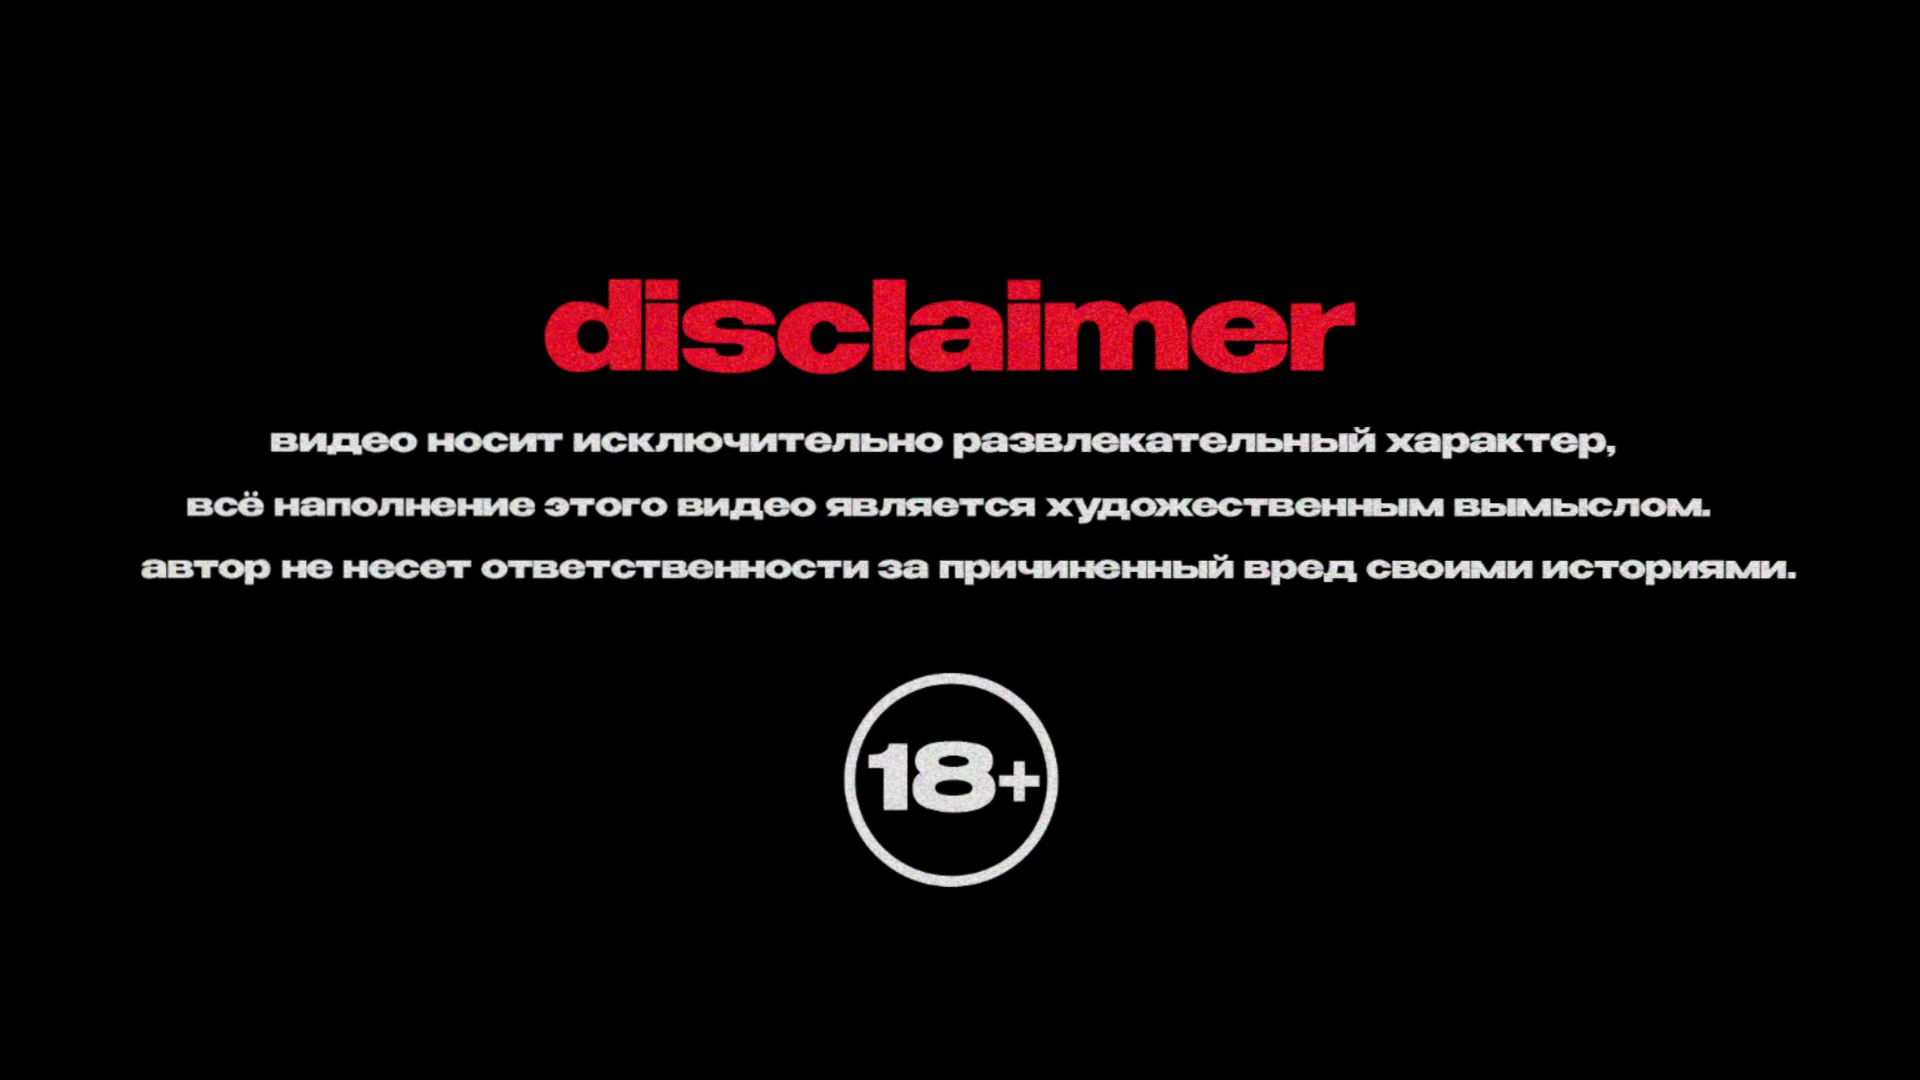 disclaimer
видео носит исключительно развлекательный характер,
всё наполнение этого видео является художественным вымыслом.
автор не несет ответственности за причиненный вред своими историями.
18+